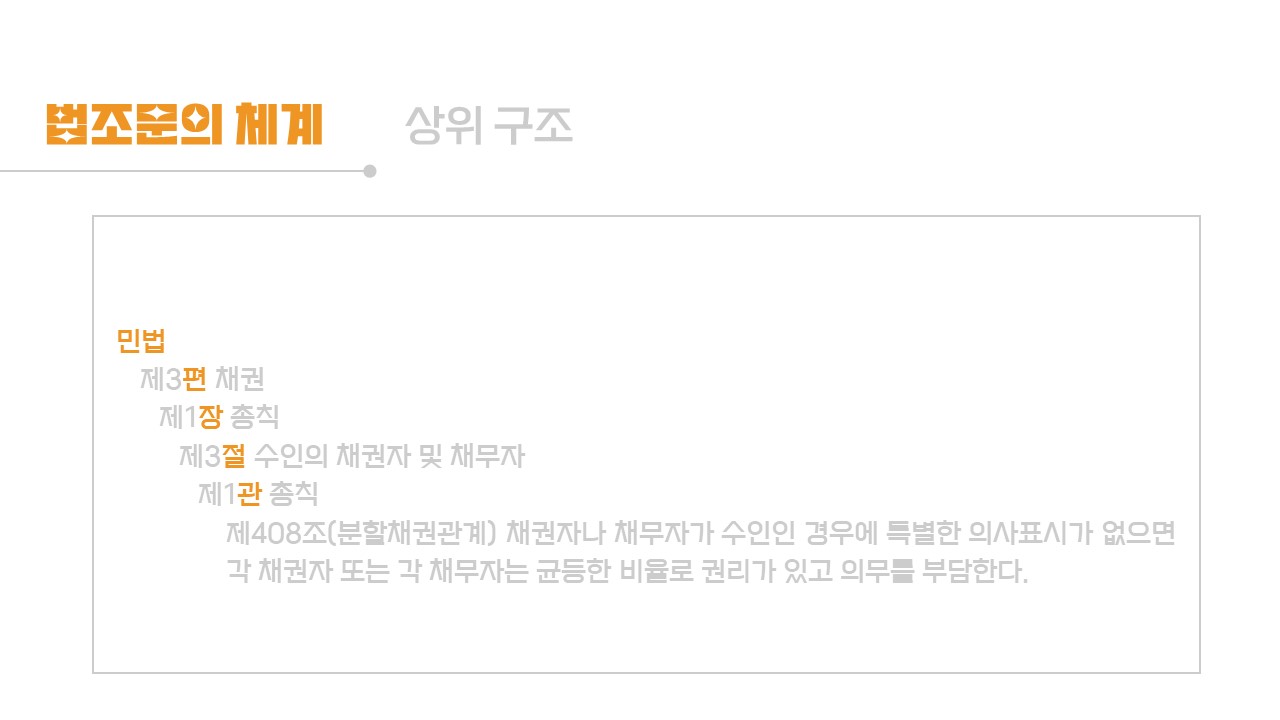 법조문의 체계
상위 구조
민법
제3편 채권
제1장 총칙
제3절 수인의 채권자 및 채무자
제1관 총칙
제408조(분할채권관계) 채권자나 채무자가 수인인 경우에 특별한 의사표시가 없으면
각 채권자 또는 각 채무자는 균등한 비율로 권리가 있고 의무를 부담한다.